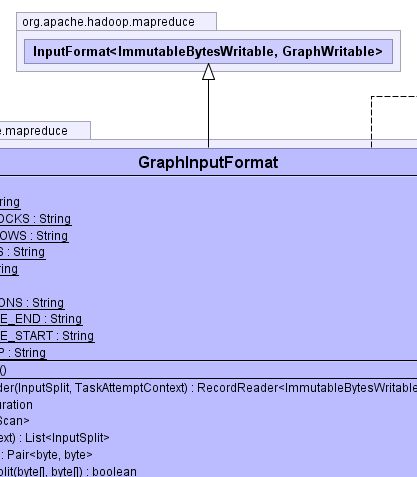 org.apache.hadoop.mapreduce
InputFormat<ImmutableBytesWritable, GraphWritable>
e.mapreduce
GraphInputFormat
ring
OCKS : String
OWS : String
S : String
ring
ONS : String
E_END : String
E_START : String
P : String
()
der(InputSplit, TaskAttemptContext) : RecordReader<ImmutableBytesWritable
uration
Scan>
ext) : List<InputSplit>
: Pair<byte, byte>
plit(byte[], byte[]) : boolean